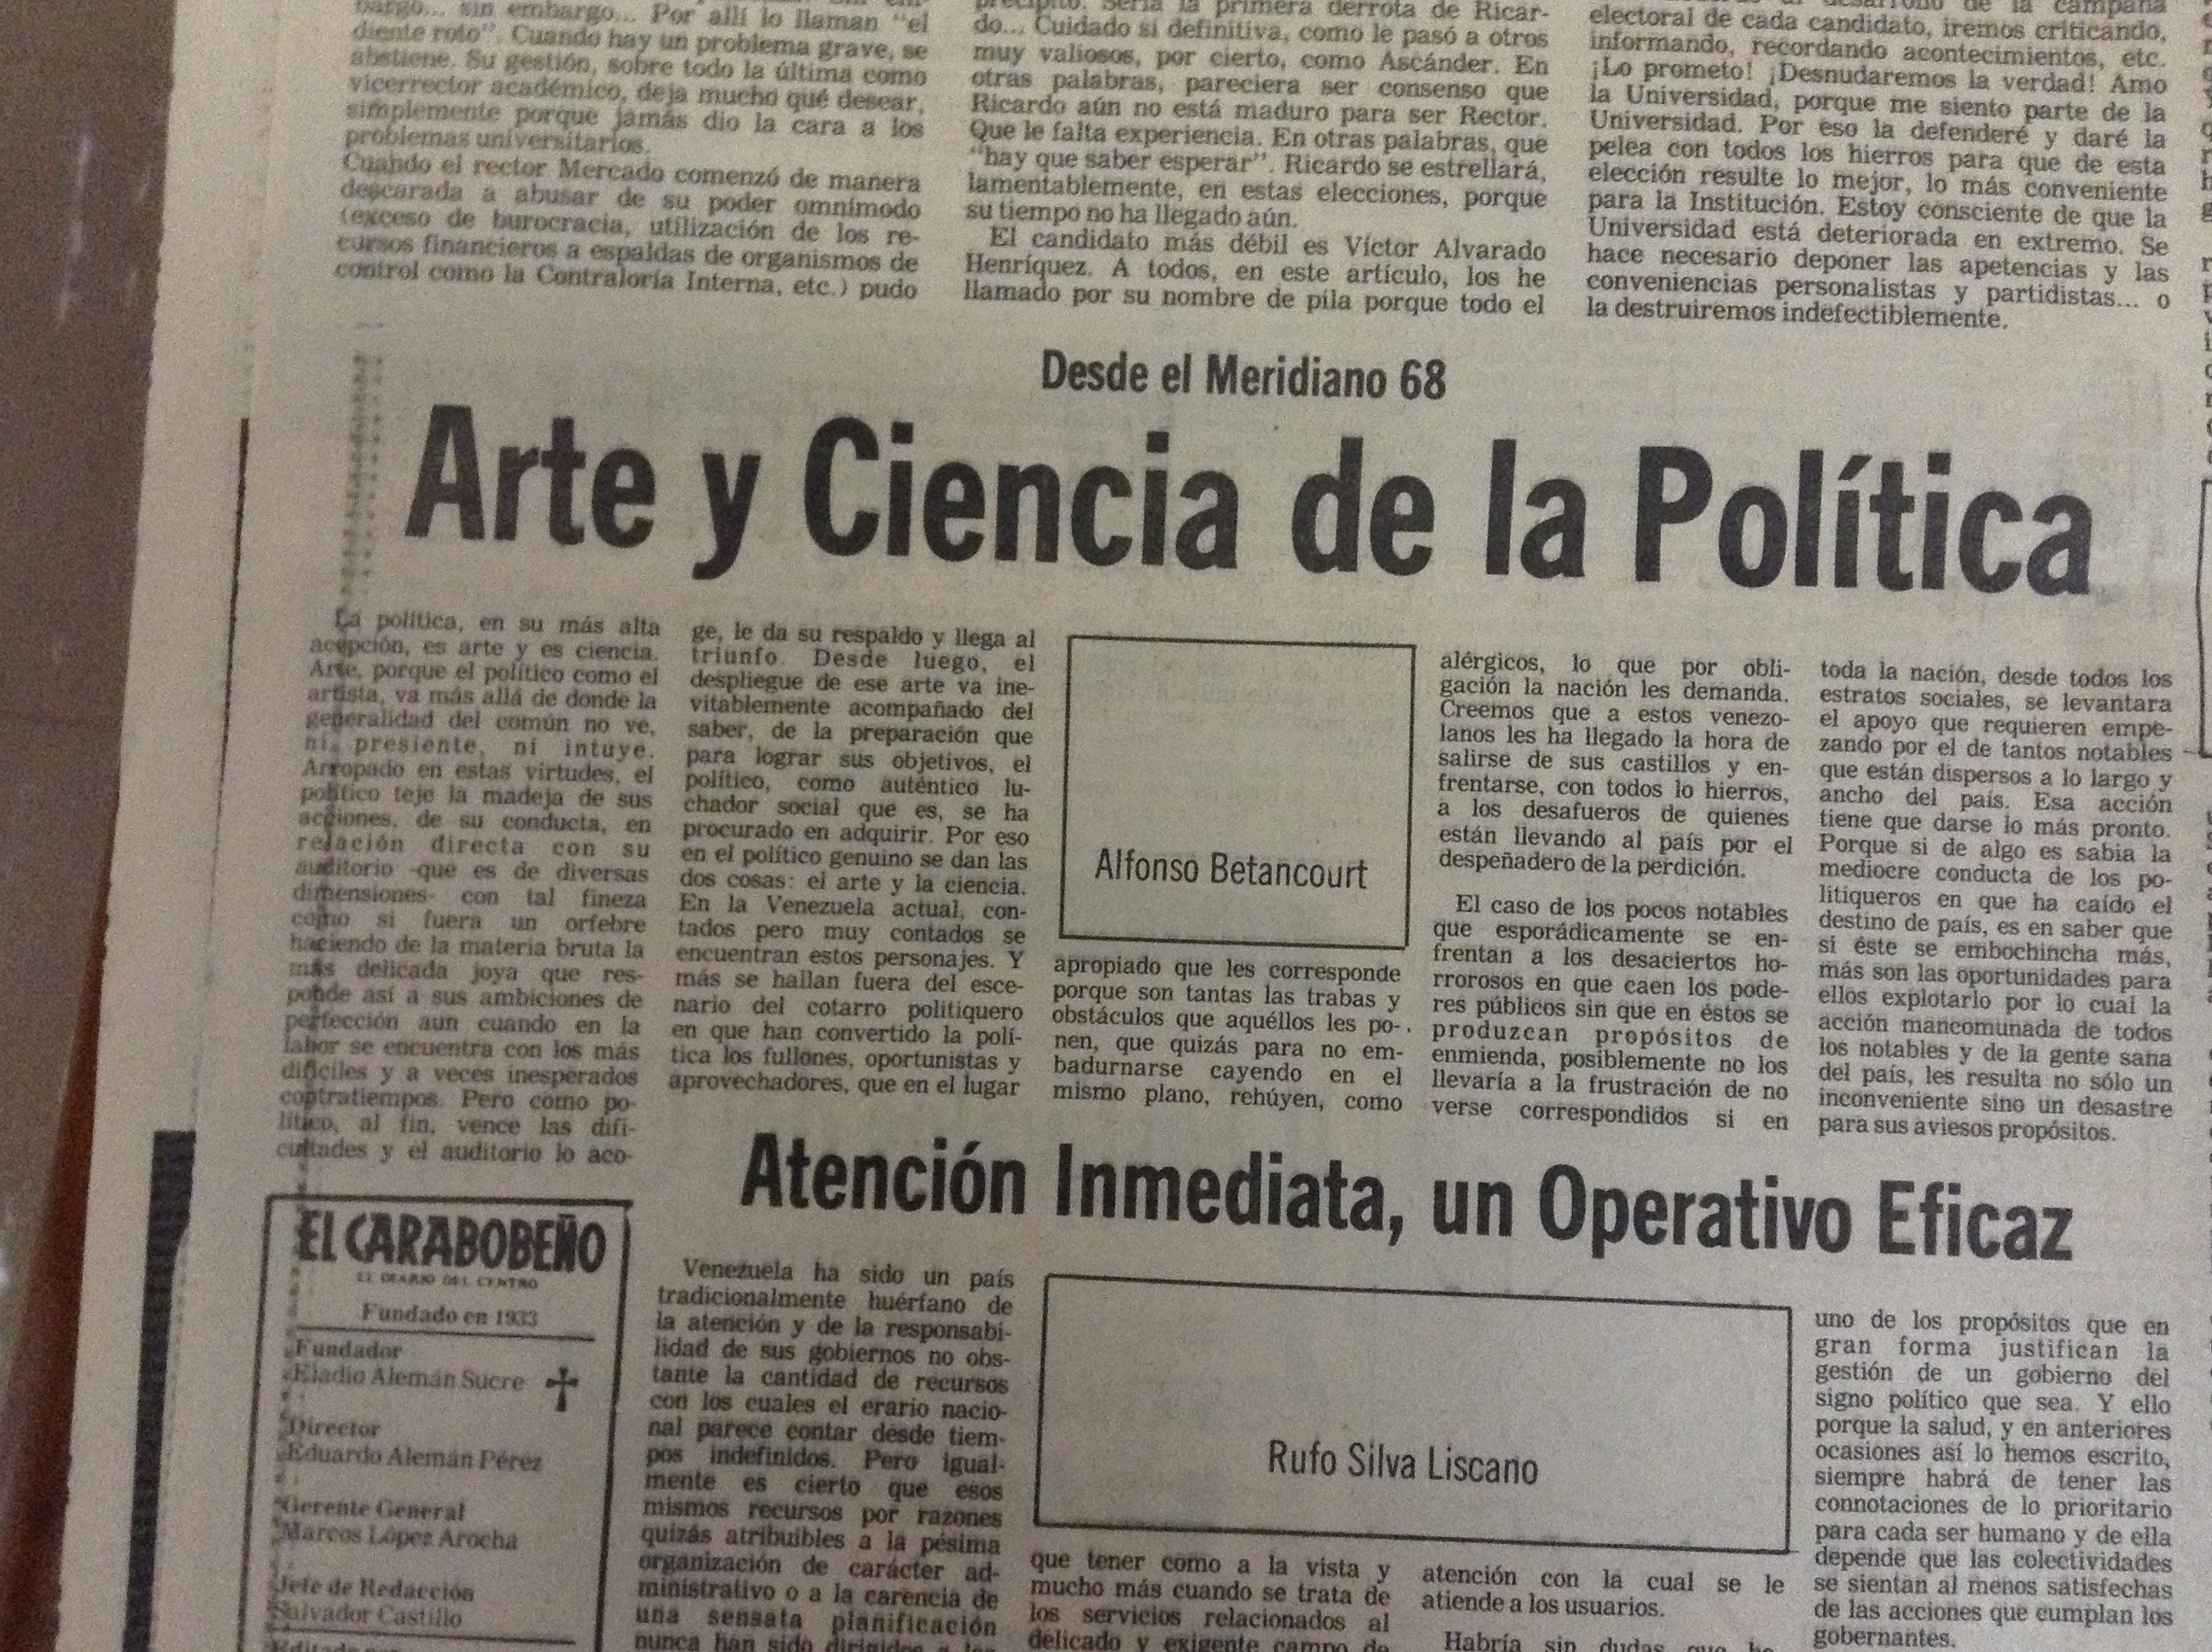 bargo... sin embargo... Por allí lo llaman "el
diente roto". Cuando hay un problema grave, se
abstiene. Su gestión, sobre todo la última como
vicerrector académico, deja mucho qué desear,
simplemente porque jamás dio la cara a los
problemas universitarios.
Cuando el rector Mercado comenzó de manera
descarada a abusar de su poder omnímodo
(exceso de burocracia, utilización de los re-
cursos financieros a espaldas de organismos de
control como la Contraloría Interna, etc.) pudo
precipitó. Sería la primera derrota de Ricar-
do... Cuidado si definitiva, como le pasó a otros
muy valiosos, por cierto, como Ascánder. En
otras palabras, pareciera ser consenso que
Ricardo aún no está maduro para ser Rector.
Que le falta experiencia. En otras palabras, que
"hay que saber esperar". Ricardo se estrellará,
lamentablemente, en estas elecciones, porque
su tiempo no ha llegado aún.
El candidato más débil es Víctor Alvarado
Henríquez. A todos, en este artículo, los he
llamado por su nombre de pila porque todo el
desarrollo de la campaña
electoral de cada candidato, iremos criticando,
informando, recordando acontecimientos, etc.
¡Lo prometo! ¡Desnudaremos la verdad! Amo
la Universidad, porque me siento parte de la
Universidad. Por eso la defenderé y daré la
pelea con todos los hierros para que de esta
elección resulte lo mejor, lo más conveniente
para la Institución. Estoy consciente de que la
Universidad está deteriorada en extremo. Se
hace necesario deponer las apetencias y las
conveniencias personalistas y partidistas... o
la destruiremos indefectiblemente.
Desde el Meridiano 68
Arte y Ciencia de la Política
La política, en su más alta
acepción, es arte y es ciencia.
Arte, porque el político como el
artista, va más allá de donde la
generalidad del común no ve,
ni presiente, ni intuye.
Arropado en estas virtudes, el
político teje la madeja de sus
acciones, de su conducta, en
relación directa con su
auditorio -que es de diversas
dimensiones- con tal fineza
como si fuera un orfebre
haciendo de la materia bruta la
más delicada joya que res-
ponde así a sus ambiciones de
perfección aun cuando en la
labor se encuentra con los más
difíciles y a veces inesperados
contratiempos. Pero como po-
lítico, al fin, vence las difi-
cultades y el auditorio lo aco-
ge, le da su respaldo y llega al
triunfo. Desde luego, el
despliegue de ese arte va ine-
vitablemente acompañado del
saber, de la preparación que
para lograr sus objetivos, el
político, como auténtico lu-
chador social que es, se ha
procurado en adquirir. Por eso
en el político genuino se dan las
dos cosas: el arte y la ciencia.
En la Venezuela actual, con-
tados pero muy contados se
encuentran estos personajes. Y
más se hallan fuera del esce-
nario del cotarro politiquero
en que han convertido la polí-
tica los fullones, oportunistas y
aprovechadores, que en el lugar
Alfonso Betancourt
apropiado que les corresponde
porque son tantas las trabas y
obstáculos que aquéllos les po-
nen, que quizás para no em-
badurnarse cayendo en el
mismo plano, rehúyen, como
alérgicos, lo que por obli-
gación la nación les demanda.
Creemos que a estos venezo-
lanos les ha llegado la hora de
salirse de sus castillos y en-
frentarse, con todos lo hierros,
a los desafueros de quienes
están llevando al país por el
despeñadero de la perdición.
El caso de los pocos notables
que esporádicamente se en-
frentan a los desaciertos ho-
rrorosos en que caen los pode-
res públicos sin que en éstos se
produzcan propósitos de
enmienda, posiblemente no los
llevaría a la frustración de no
verse correspondidos si en
toda la nación, desde todos los
estratos sociales, se levantara
el apoyo que requieren empe-
zando por el de tantos notables
que están dispersos a lo largo y
ancho del país. Esa acción
tiene que darse lo más pronto.
Porque si de algo es sabia la
mediocre conducta de los po-
litiqueros en que ha caído el
destino de país, es en saber que
si éste se embochincha más,
más son las oportunidades para
ellos explotarlo por lo cual la
acción mancomunada de todos
los notables y de la gente sana
del país, les resulta no sólo un
inconveniente sino un desastre
para sus aviesos propósitos.
EL CARABOBEÑO
EL DIARIO DEL CENTRO
Fundado en 1933
Fundador
Eladio Alemán Sucre
Director
Eduardo Alemán Pérez
Gerente General
Marcos López Arocha
Jefe de Redacción
Salvador Castillo
Editado por
Atención Inmediata, un Operativo Eficaz
Venezuela ha sido un país
tradicionalmente huérfano de
la atención y de la responsabi-
lidad de sus gobiernos no obs-
tante la cantidad de recursos
con los cuales el erario nacio-
nal parece contar desde tiem-
pos indefinidos. Pero igual-
mente es cierto que esos
mismos recursos por razones
quizás atribuibles a la pésima
organización de carácter ad-
ministrativo o a la carencia de
una sensata planificación
nunca han sido dirigidos a
Rufo Silva Liscano
que tener como a la vista y
mucho más cuando se trata de
los servicios relacionados al
delicado y exigente campo de
atención con la cual se le
atiende a los usuarios.
Habría sin dudas que
uno de los propósitos que en
gran forma justifican la
gestión de un gobierno del
signo político que sea. Y ello
porque la salud, y en anteriores
ocasiones así lo hemos escrito,
siempre habrá de tener las
connotaciones de lo prioritario
para cada ser humano y de ella
depende que las colectividades
se sientan al menos satisfechas
de las acciones que cumplan los
gobernantes.